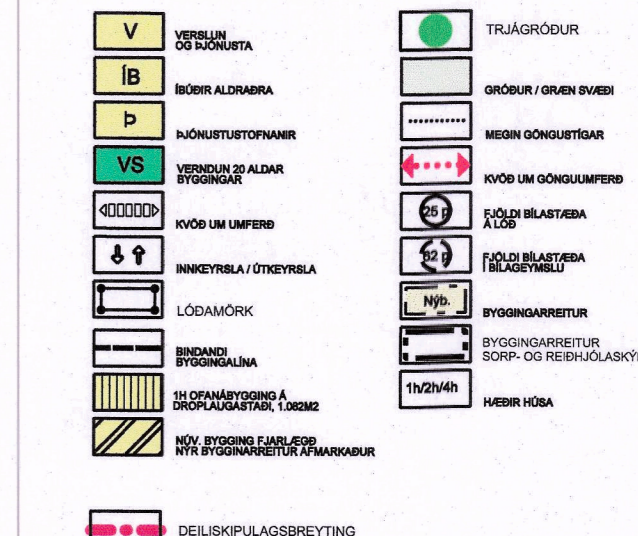 V
VERSLUN
OG ÞJÓNUSTA
ÍB
ÍBÚÐIR ALDRAÐRA
Þ
ÞJÓNUSTUSTOFNANIR
VS
VERNDUN 20 ALDAR
BYGGINGAR
KVÖÐ UM UMFERÐ
INNKEYRSLA / ÚTKEYRSLA
LÓÐAMÖRK
BINDANDI
BYGGINGALÍNA
1H OFANÁBYGGING Á
DROPLAUGASTAÐI, 1.082M2
NÚV. BYGGING FJARLÆGÐ
NÝR BYGGINARREITUR AFMARKAÐUR
DEILISKIPULAGSBREYTING
TRJÁGRÓÐUR
GRÓÐUR / GRÆN SVÆÐI
MEGIN GÖNGUSTÍGAR
KVÖÐ UM GÖNGUUMFERÐ
25 p
FJÖLDI BÍLASTÆÐA
Á LÓÐ
82 p
FJÖLDI BÍLASTÆÐA
Í BÍLAGEYMSLU
Nýb.
BYGGINGARREITUR
BYGGINGARREITUR
SORP- OG REIÐHJÓLASKÝ
1h/2h/4h
HÆÐIR HÚSA